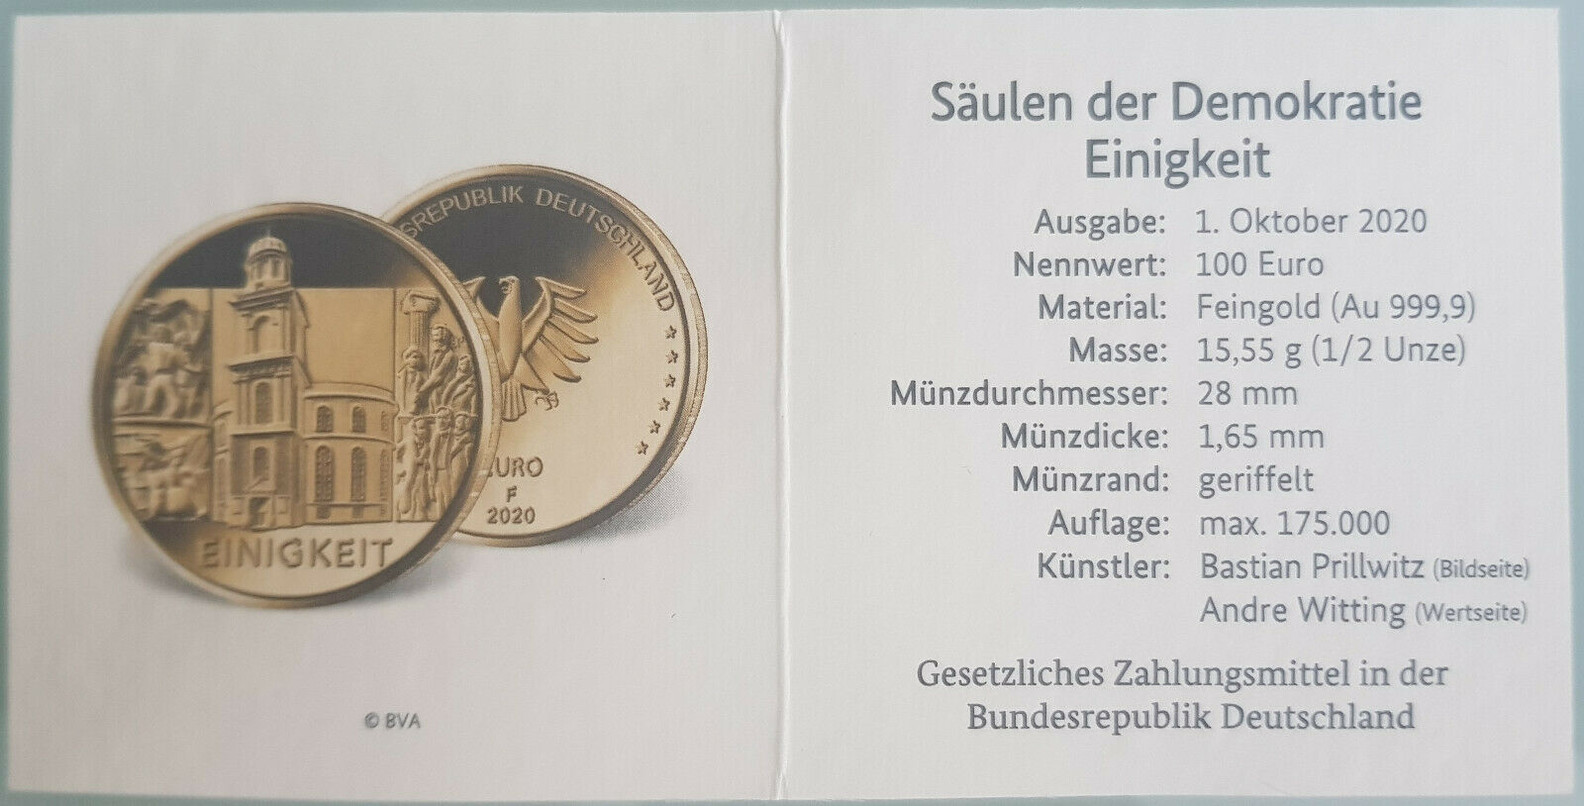 SREPUBLIK DEUTSCHLAND
EINIGKEIT
URO
F
2020
© BVA
Säulen der Demokratie
Einigkeit
Ausgabe: 1. Oktober 2020
Nennwert: 100 Euro
Material: Feingold (Au 999,9)
Masse: 15,55 g (1/2 Unze)
Münzdurchmesser: 28 mm
Münzdicke: 1,65 mm
Münzrand: geriffelt
Auflage: max. 175.000
Künstler: Bastian Prillwitz (Bildseite)
Andre Witting (Wertseite)
Gesetzliches Zahlungsmittel in der
Bundesrepublik Deutschland